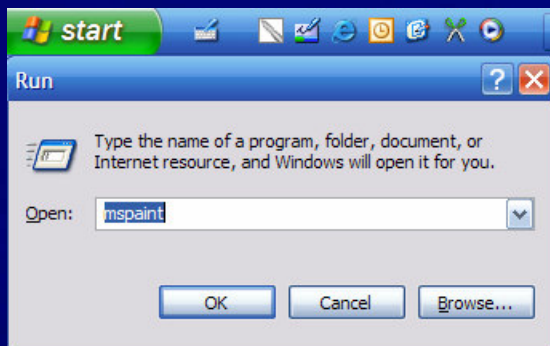 start
Run
Type the name of a program, folder, document, or
Internet resource, and Windows will open it for you.
Open: mspaint
OK Cancel Browse...